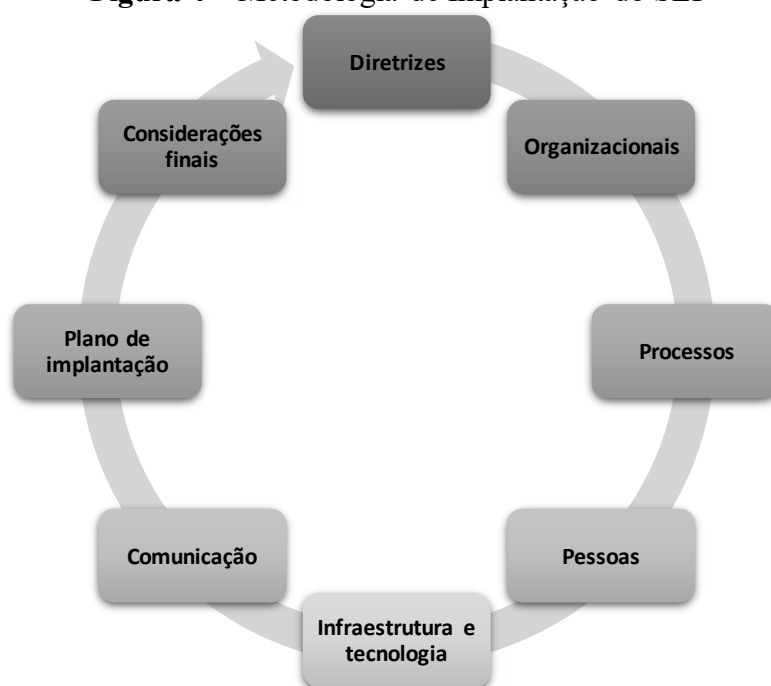 Diretrizes
Organizacionais
Processos
Pessoas
Infraestrutura e
tecnologia
Comunicação
Plano de
implantação
Considerações
finais